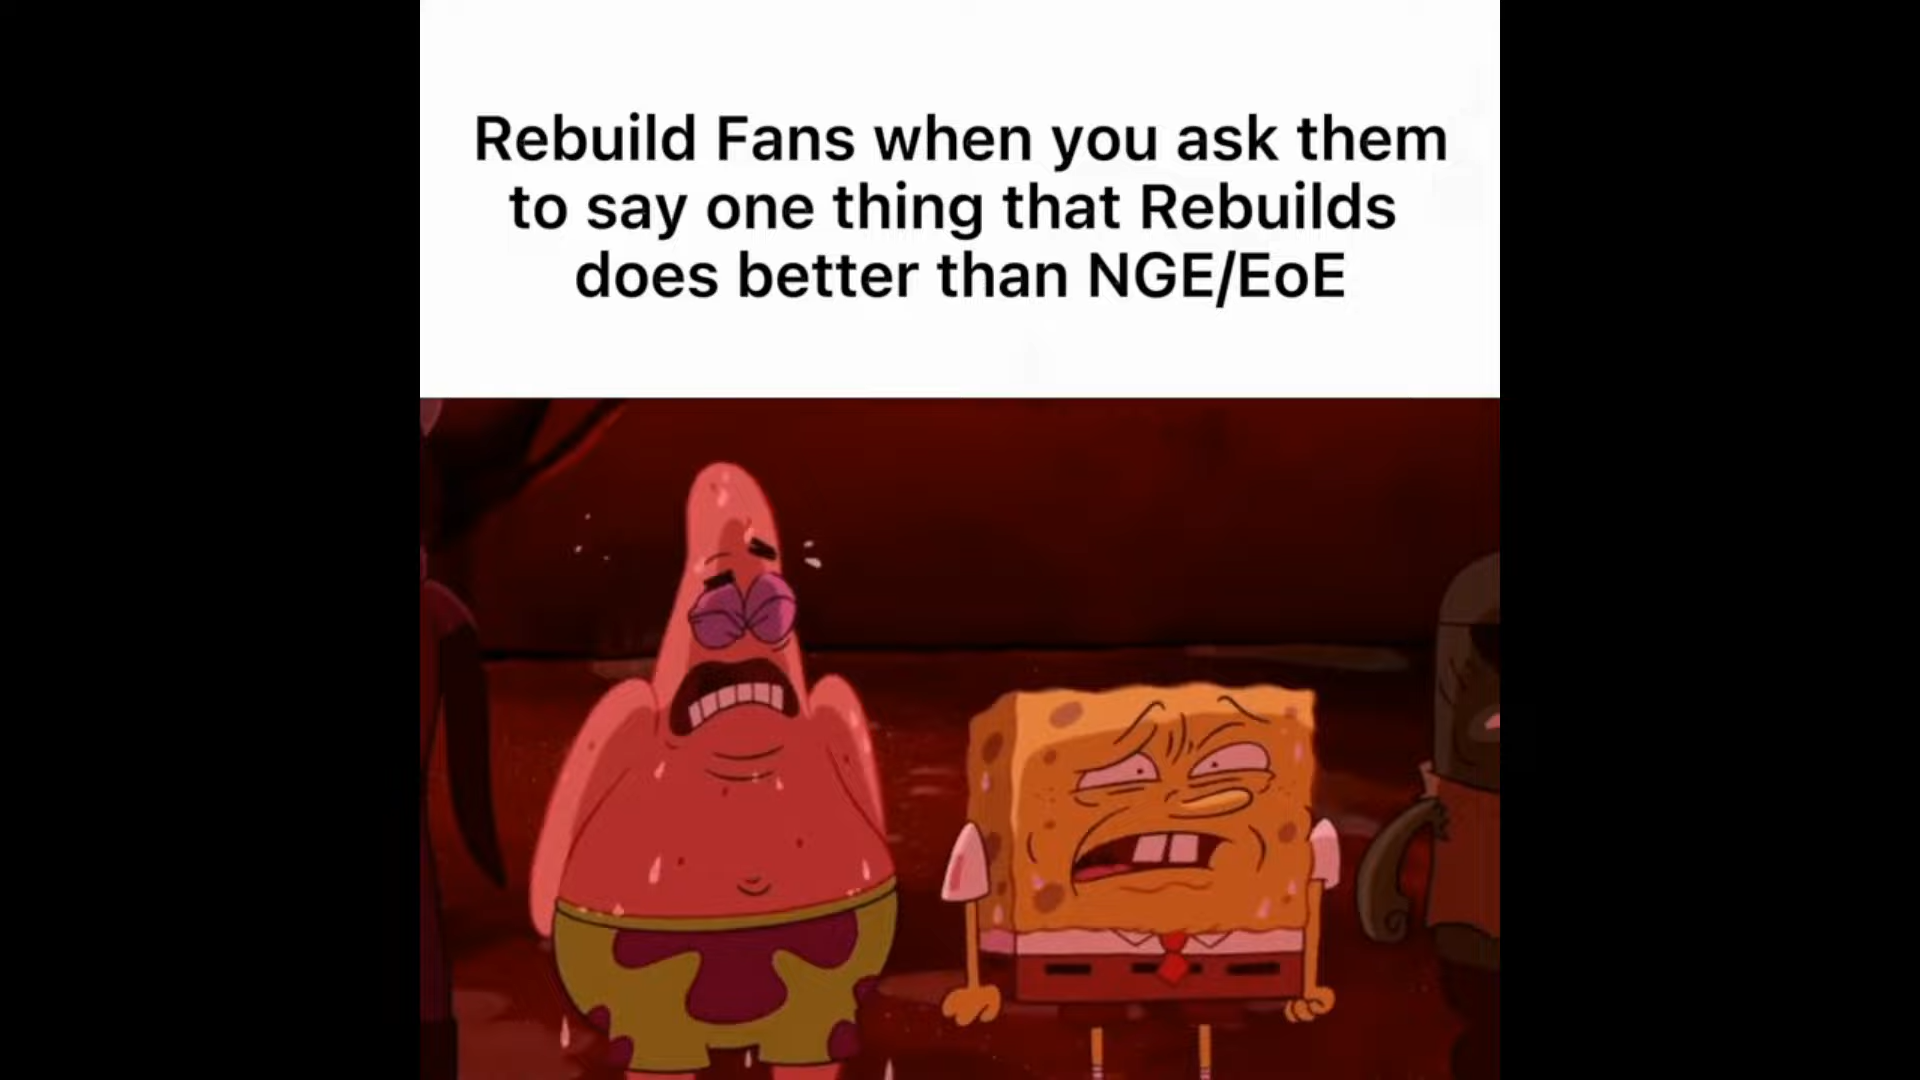 Rebuild Fans when you ask them
to say one thing that Rebuilds
does better than NGE/EoE